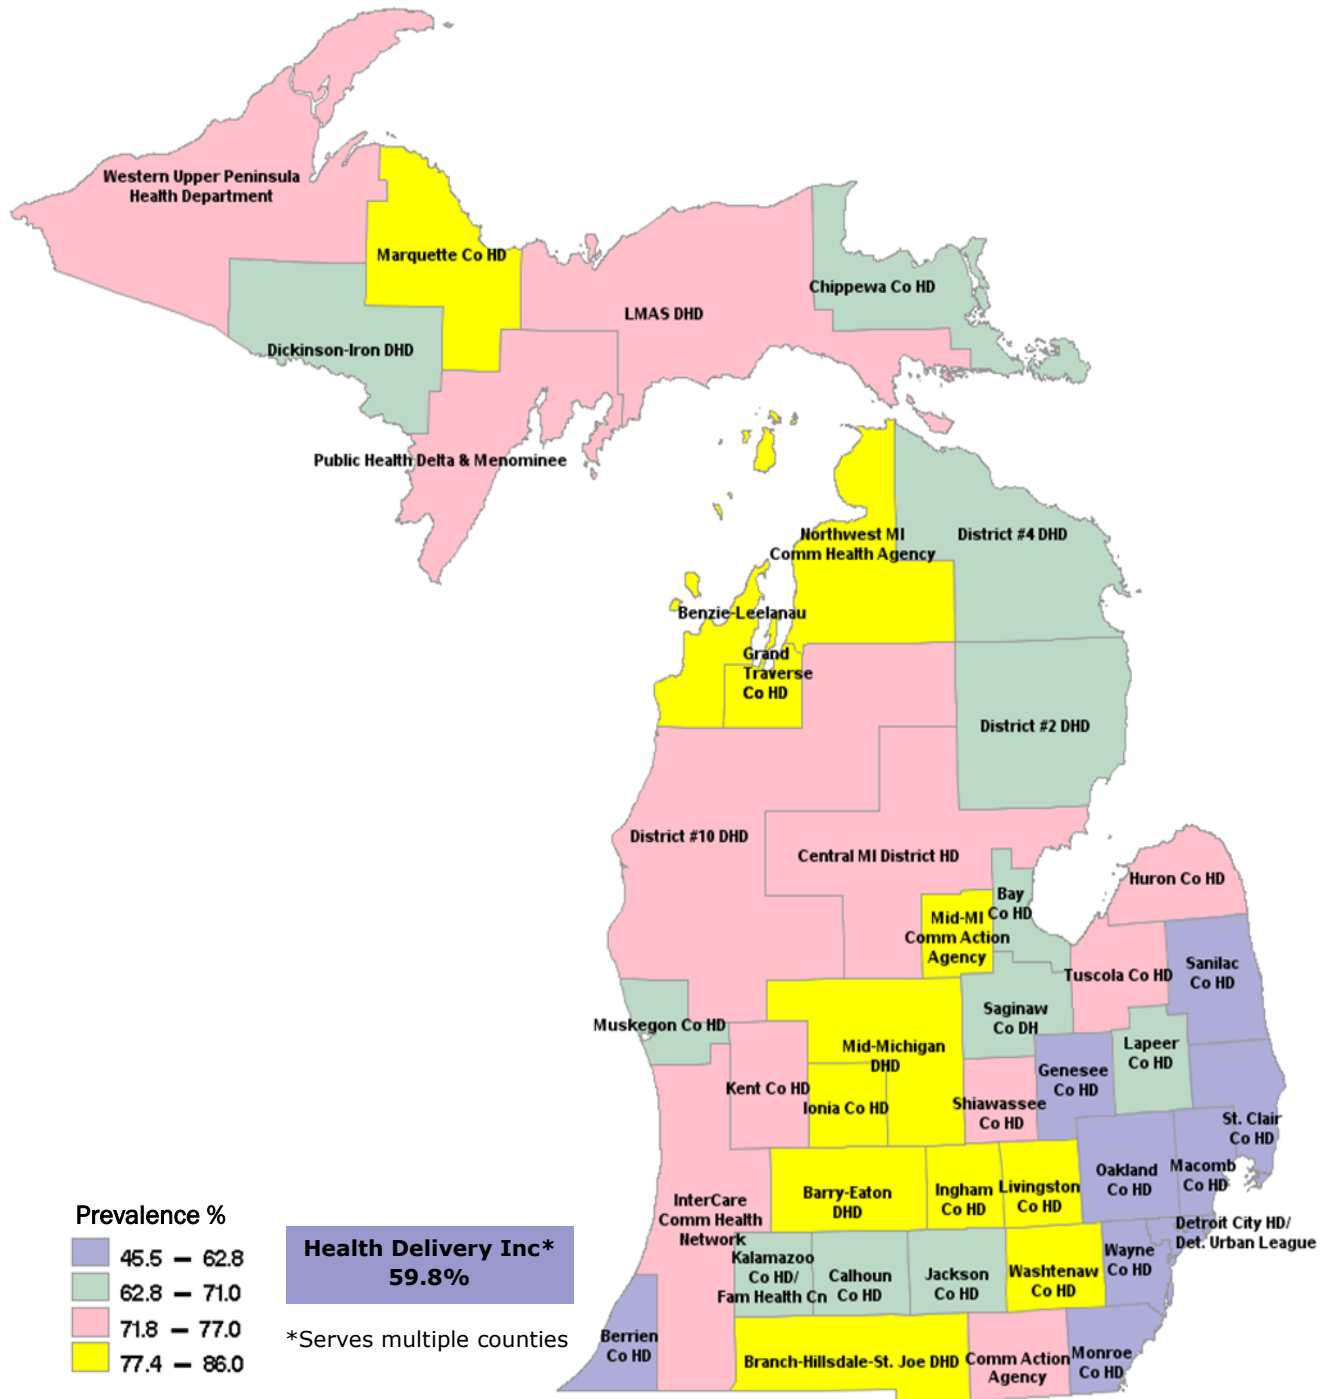 Western Upper Peninsula
Health Department
Marquette Co HD
Chippewa Co HD
LMAS DHD
Dickinson-Iron DHD
Public Health Delta & Menominee
Northwest MI
Comm Health Agency
District #4 DHD
Benzie-Leelanau
Grand
Traverse
Co HD
District #2 DHD
District #10 DHD
Central MI District HD
Huron Co HD
Bay
Co HD
Mid-MI
Comm Action
Agency
Tuscola Co HD
Sanilac
Co HD
Saginaw
Co DH
Muskegon Co HD
Mid-Michigan
DHD
Lapeer
Co HD
Genesee
Co HD
Kent Co HD
Ionia Co HD
Shiawassee
Co HD
St. Clair
Co HD
Oakland
Co HD
Macomb
Co HD
InterCare
Comm Health
Network
Barry-Eaton
DHD
Ingham
Co HD
Livingston
Co HD
Detroit City HD/
Det. Urban League
Kalamazoo
Co HD/
Fam Health Cn
Calhoun
Co HD
Jackson
Co HD
Washtenaw
Co HD
Wayne
Co HD
Berrien
Co HD
Branch-Hillsdale-St. Joe DHD
Comm Action
Agency
Monroe
Co HD
Prevalence %
45.5 – 62.8
62.8 – 71.0
71.8 – 77.0
77.4 – 86.0
Health Delivery Inc*
59.8%
*Serves multiple counties